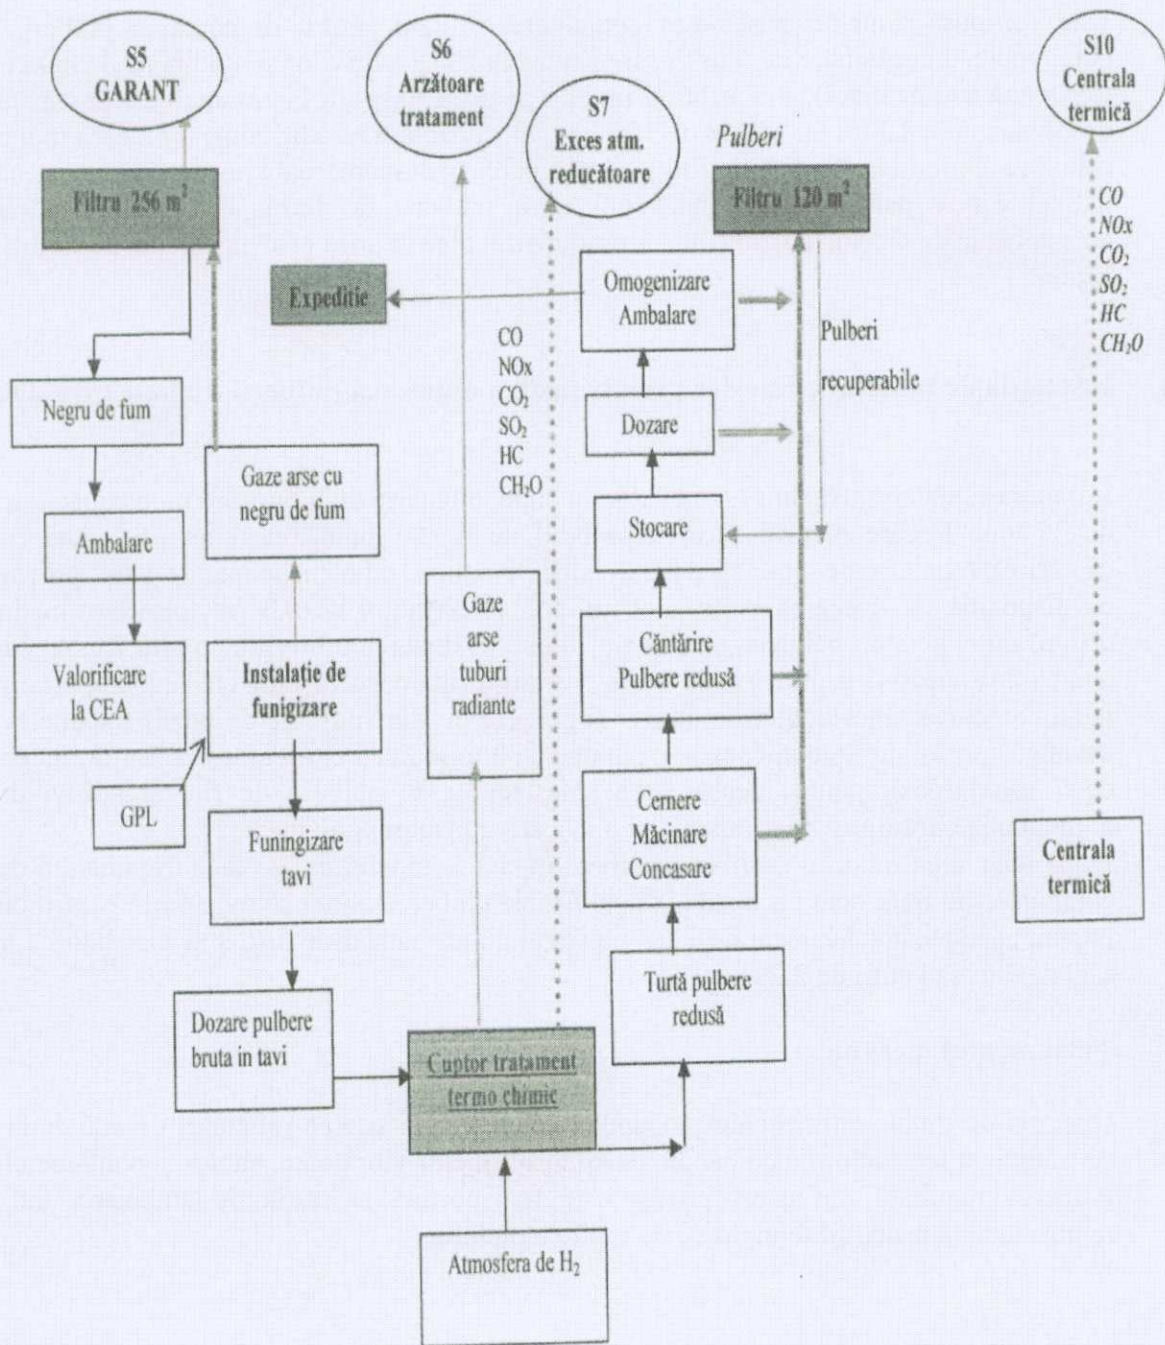 S5
GARANT
S6
Arzătoare
tratament
S7
Exces atm.
reducătoare
Pulberi
S10
Centrala
termică
Filtru 256 m²
Filtru 120 m²
CO
NOx
CO₂
SO₂
HC
CH₂O
Expeditie
Omogenizare
Ambalare
Pulberi
recuperabile
CO
NOx
CO₂
SO₂
HC
CH₂O
Negru de fum
Dozare
Gaze arse cu
negru de fum
Ambalare
Stocare
Gaze
arse
tuburi
radiante
Valorificare
la CEA
Instalație de
funigizare
Cântărire
Pulbere redusă
GPL
Funingizare
tavi
Cernere
Măcinare
Concasare
Centrala
termică
Dozare pulbere
bruta in tavi
Cuptor tratament
termo chimic
Turtă pulbere
redusă
Atmosfera de H₂